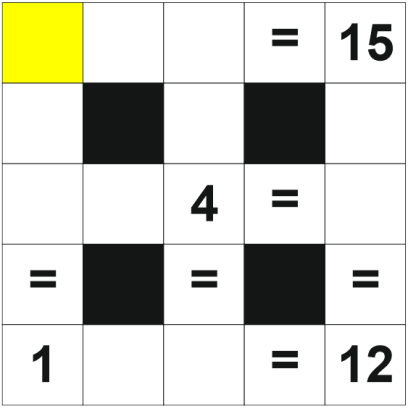 = 15
4 =
= = =
1 = 12